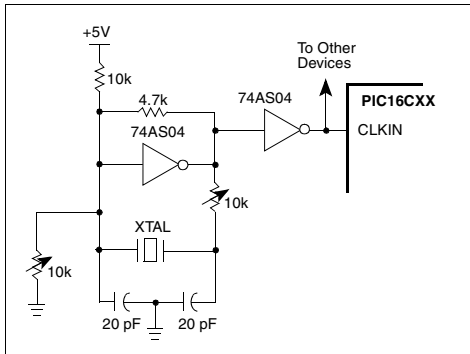 +5V
To Other
Devices
10k
4.7k
74AS04
PIC16CXX
74AS04
CLKIN
10k
XTAL
10k
20 pF
20 pF